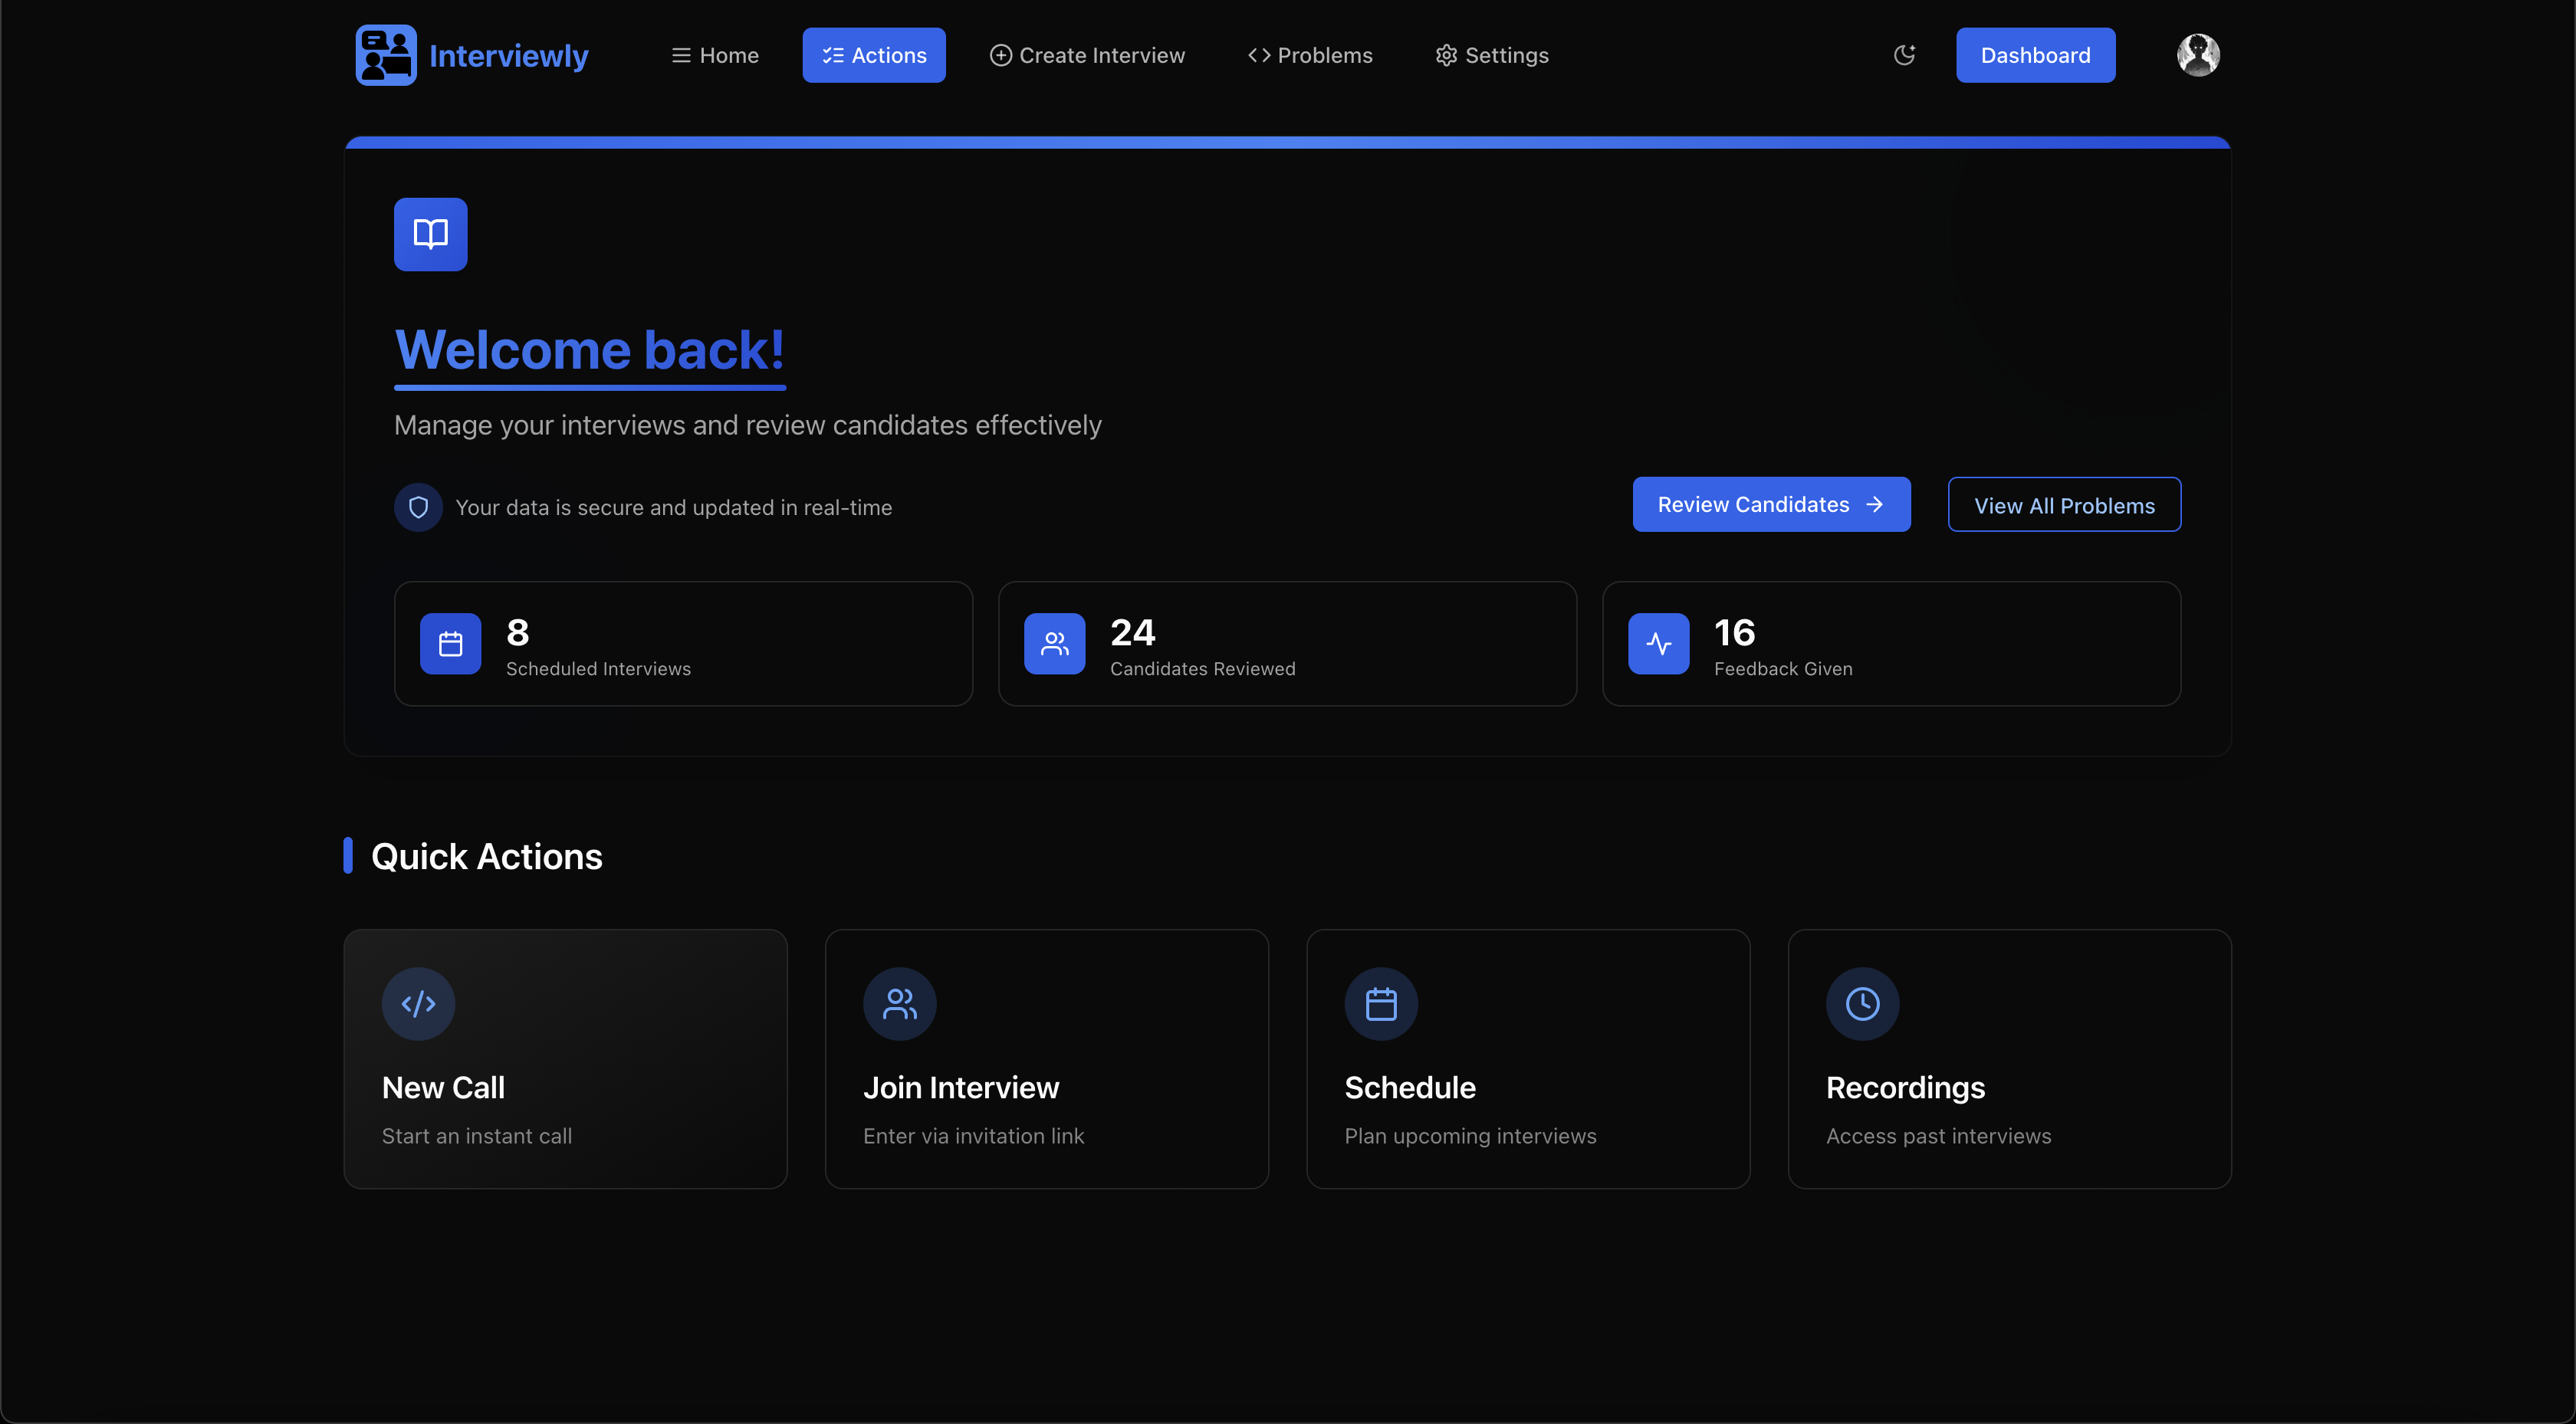 Interviewly Home Actions Create Interview Problems Settings Dashboard
Welcome back!
Manage your interviews and review candidates effectively
Your data is secure and updated in real-time
Review Candidates
View All Problems
8
Scheduled Interviews
24
Candidates Reviewed
16
Feedback Given
Quick Actions
New Call
Start an instant call
Join Interview
Enter via invitation link
Schedule
Plan upcoming interviews
Recordings
Access past interviews